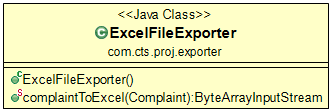 <<Java Class>>
ExcelFileExporter
com.cts.proj.exporter
ExcelFileExporter()
complaintToExcel(Complaint):ByteArrayInputStream